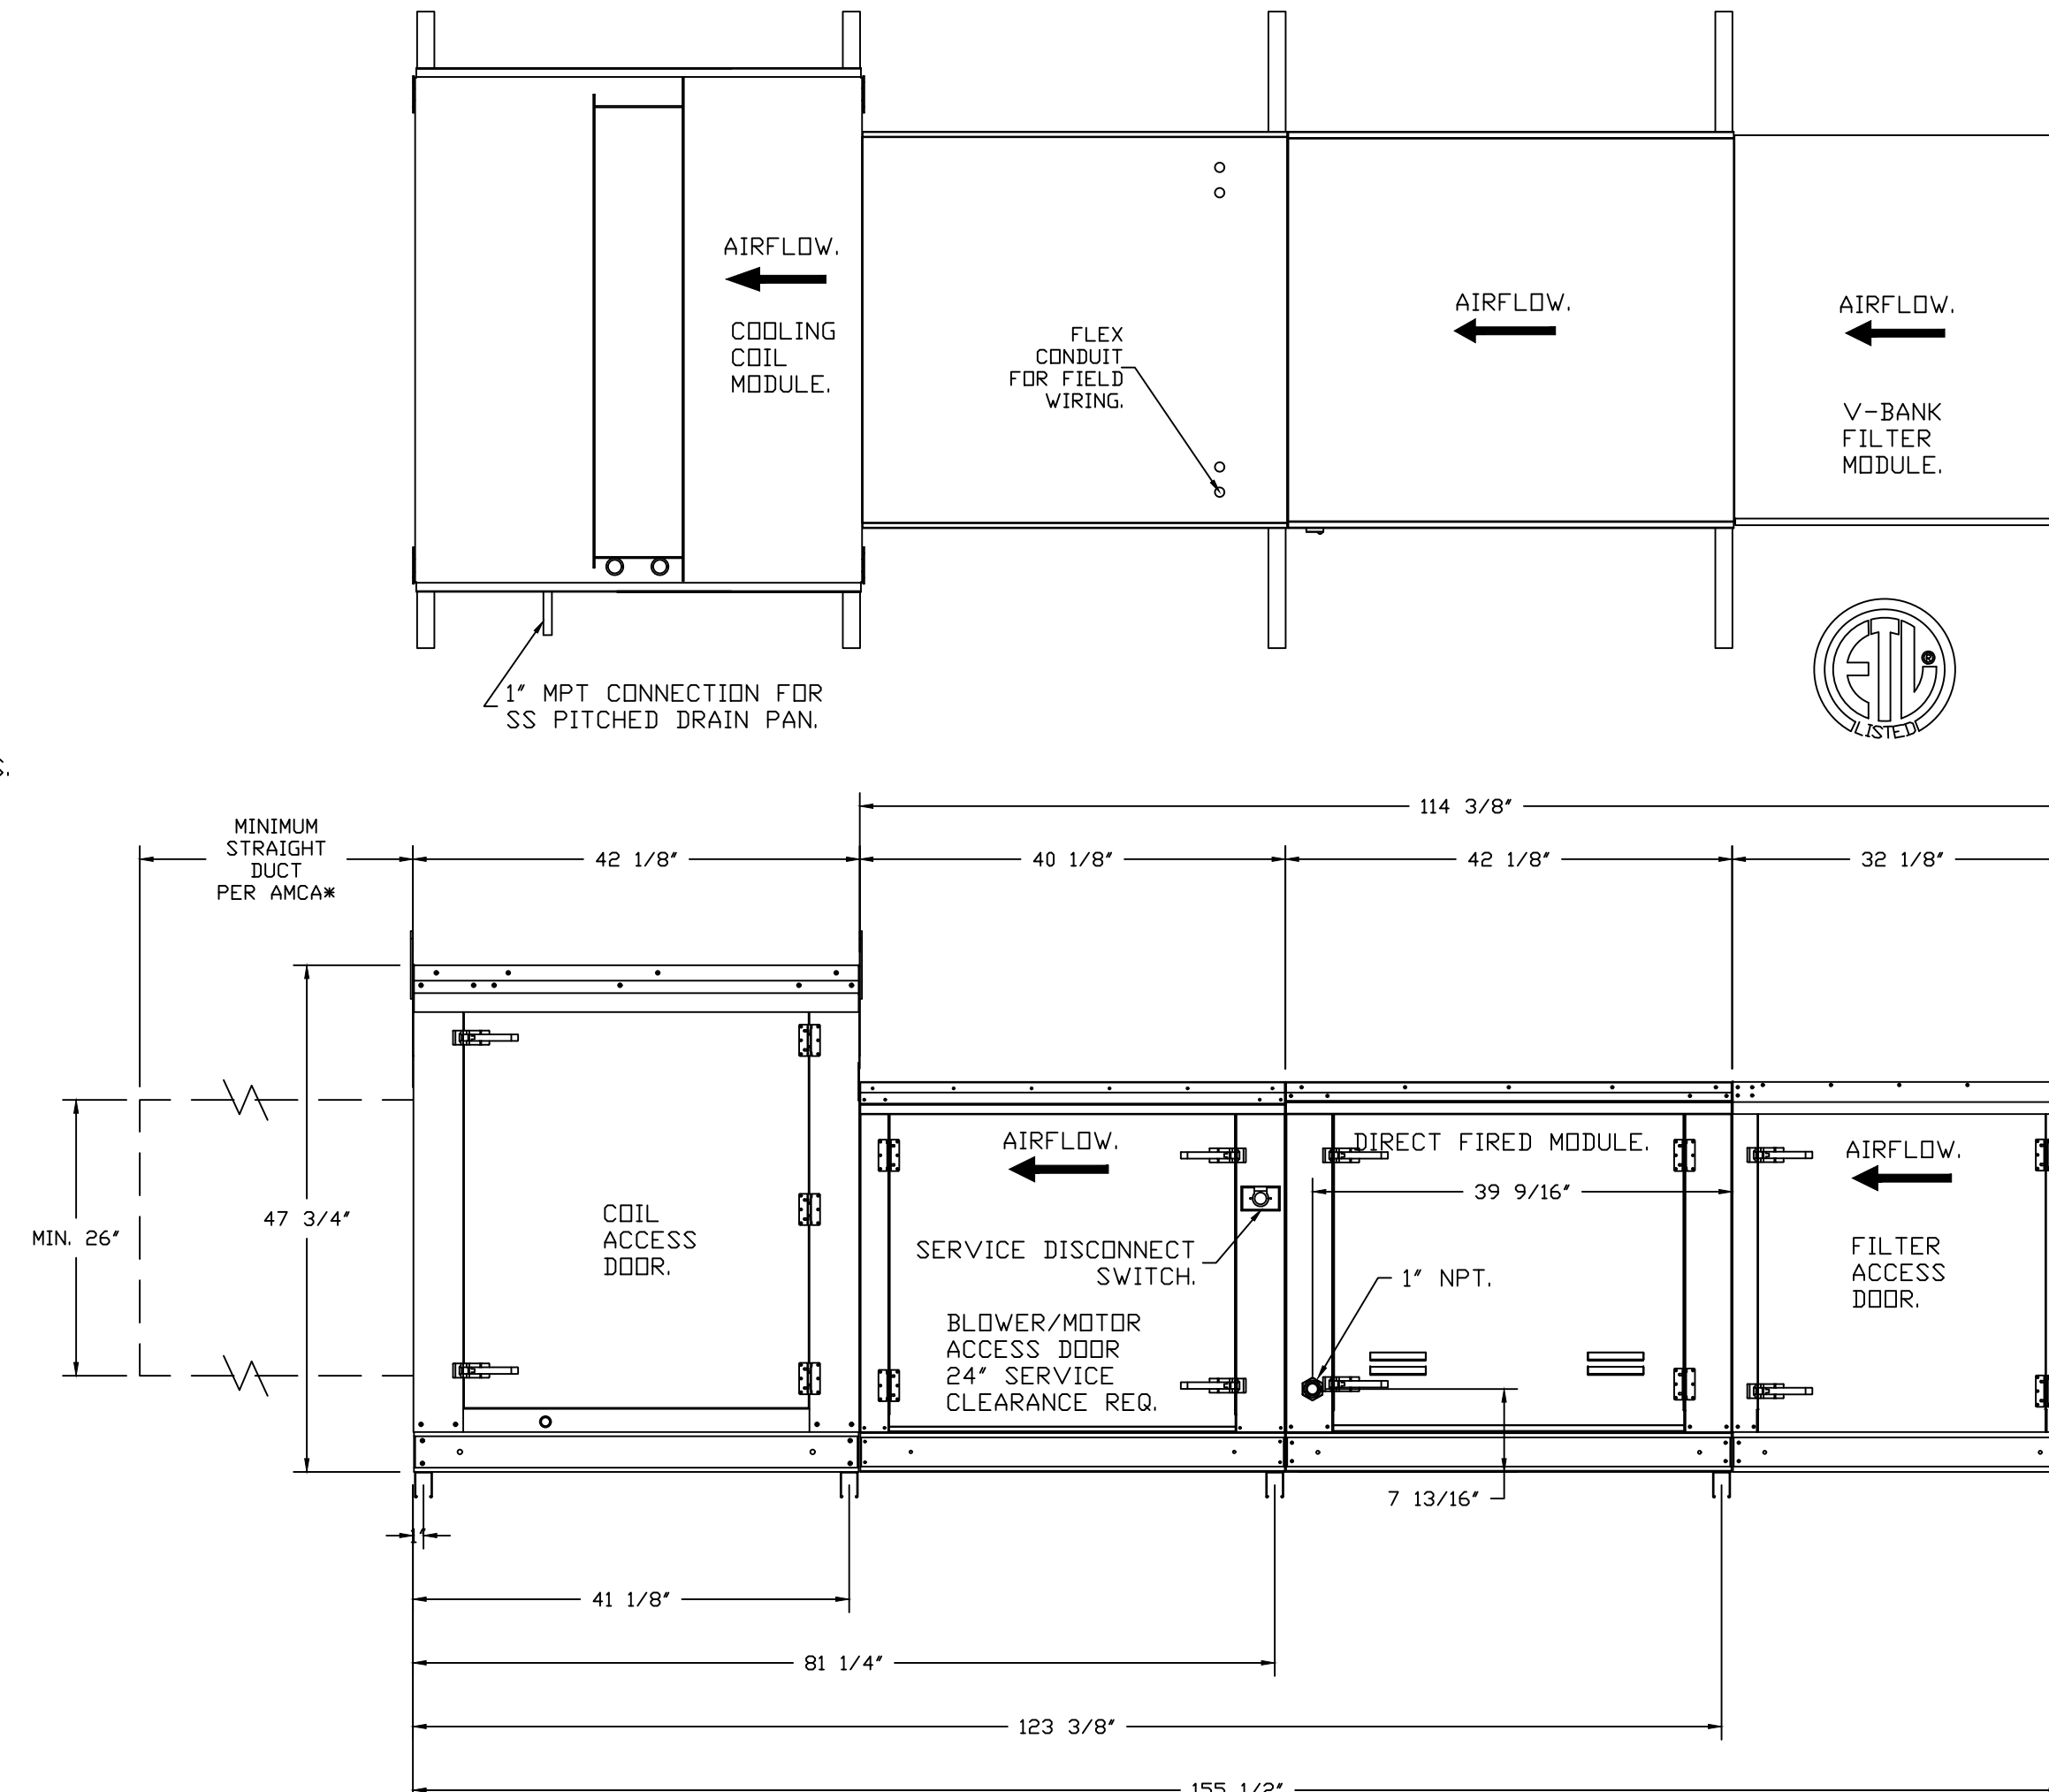 AIRFLOW.
COOLING
COIL
MODULE.
FLEX
CONDUIT
FOR FIELD
WIRING.
AIRFLOW.
AIRFLOW.
V-BANK
FILTER
MODULE.
1" MPT CONNECTION FOR
SS PITCHED DRAIN PAN.
ETL
®
LISTED
S.
MINIMUM
STRAIGHT
DUCT
PER AMCA*
114 3/8"
42 1/8"
40 1/8"
42 1/8"
32 1/8"
MIN. 26"
47 3/4"
COIL
ACCESS
DOOR.
AIRFLOW.
SERVICE DISCONNECT
SWITCH.
BLOWER/MOTOR
ACCESS DOOR
24" SERVICE
CLEARANCE REQ.
DIRECT FIRED MODULE.
39 9/16"
1" NPT.
AIRFLOW.
FILTER
ACCESS
DOOR.
7 13/16"
1"
41 1/8"
81 1/4"
123 3/8"
155 1/2"